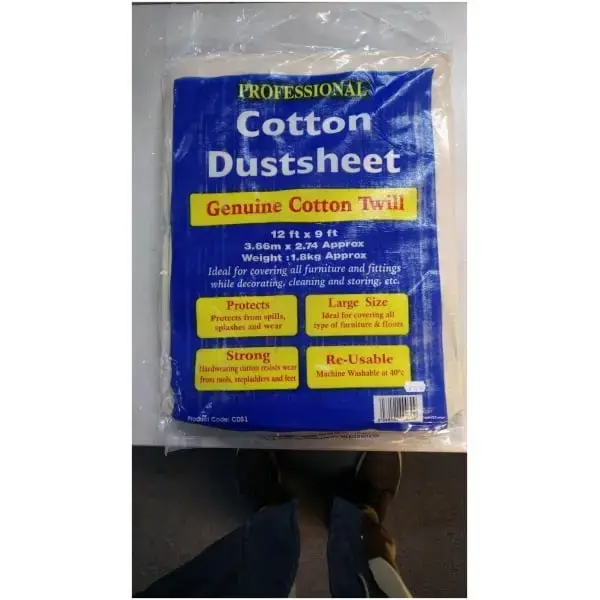 PROFESSIONAL
Cotton
Dustsheet
Genuine Cotton Twill
12 ft x 9 ft
3.66m x 2.74 Approx
Weight :1.8kg Approx
Ideal for covering all furniture and fittings
while decorating, cleaning and storing, etc.
Protects
Protects from spills,
splashes and wear
Large Size
Ideal for covering all
type of furniture & floors
Strong
Hardwearing cotton resists wear
from tools, stepladders and feet
Re-Usable
Machine Washable at 40°c
Product Code: CDS1